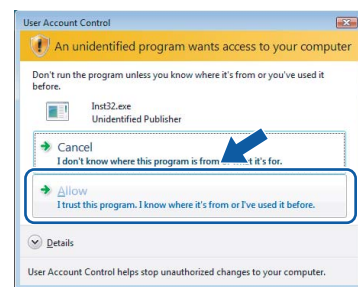 User Account Control
An unidentified program wants access to your computer
Don't run the program unless you know where it's from or you've used it
before.
Inst32.exe
Unidentified Publisher
Cancel
I don't know where this program is from it's for.
Allow
I trust this program. I know where it's from or I've used it before.
Details
User Account Control helps stop unauthorized changes to your computer.